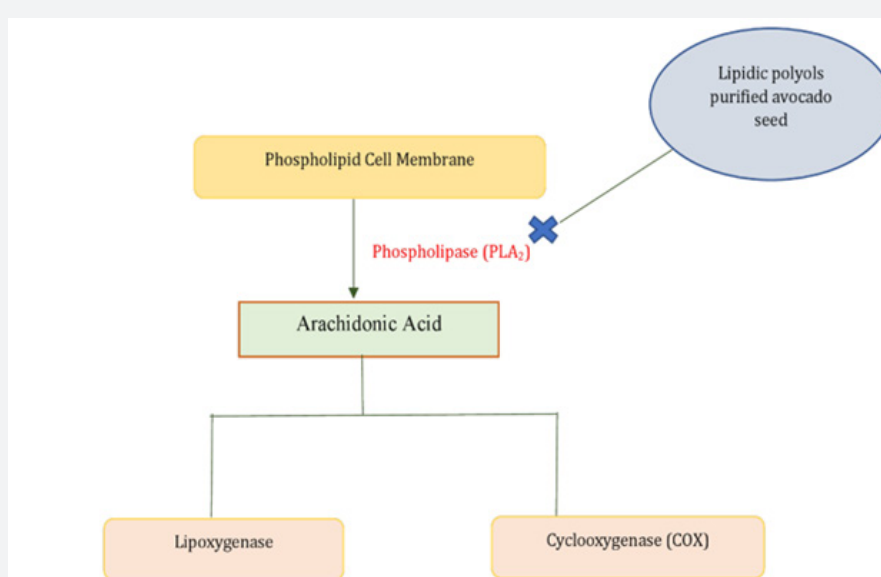 Lipidic polyols
purified avocado
seed
Phospholipid Cell Membrane
Phospholipase (PLA₂)
Arachidonic Acid
Lipoxygenase
Cyclooxygenase (COX)